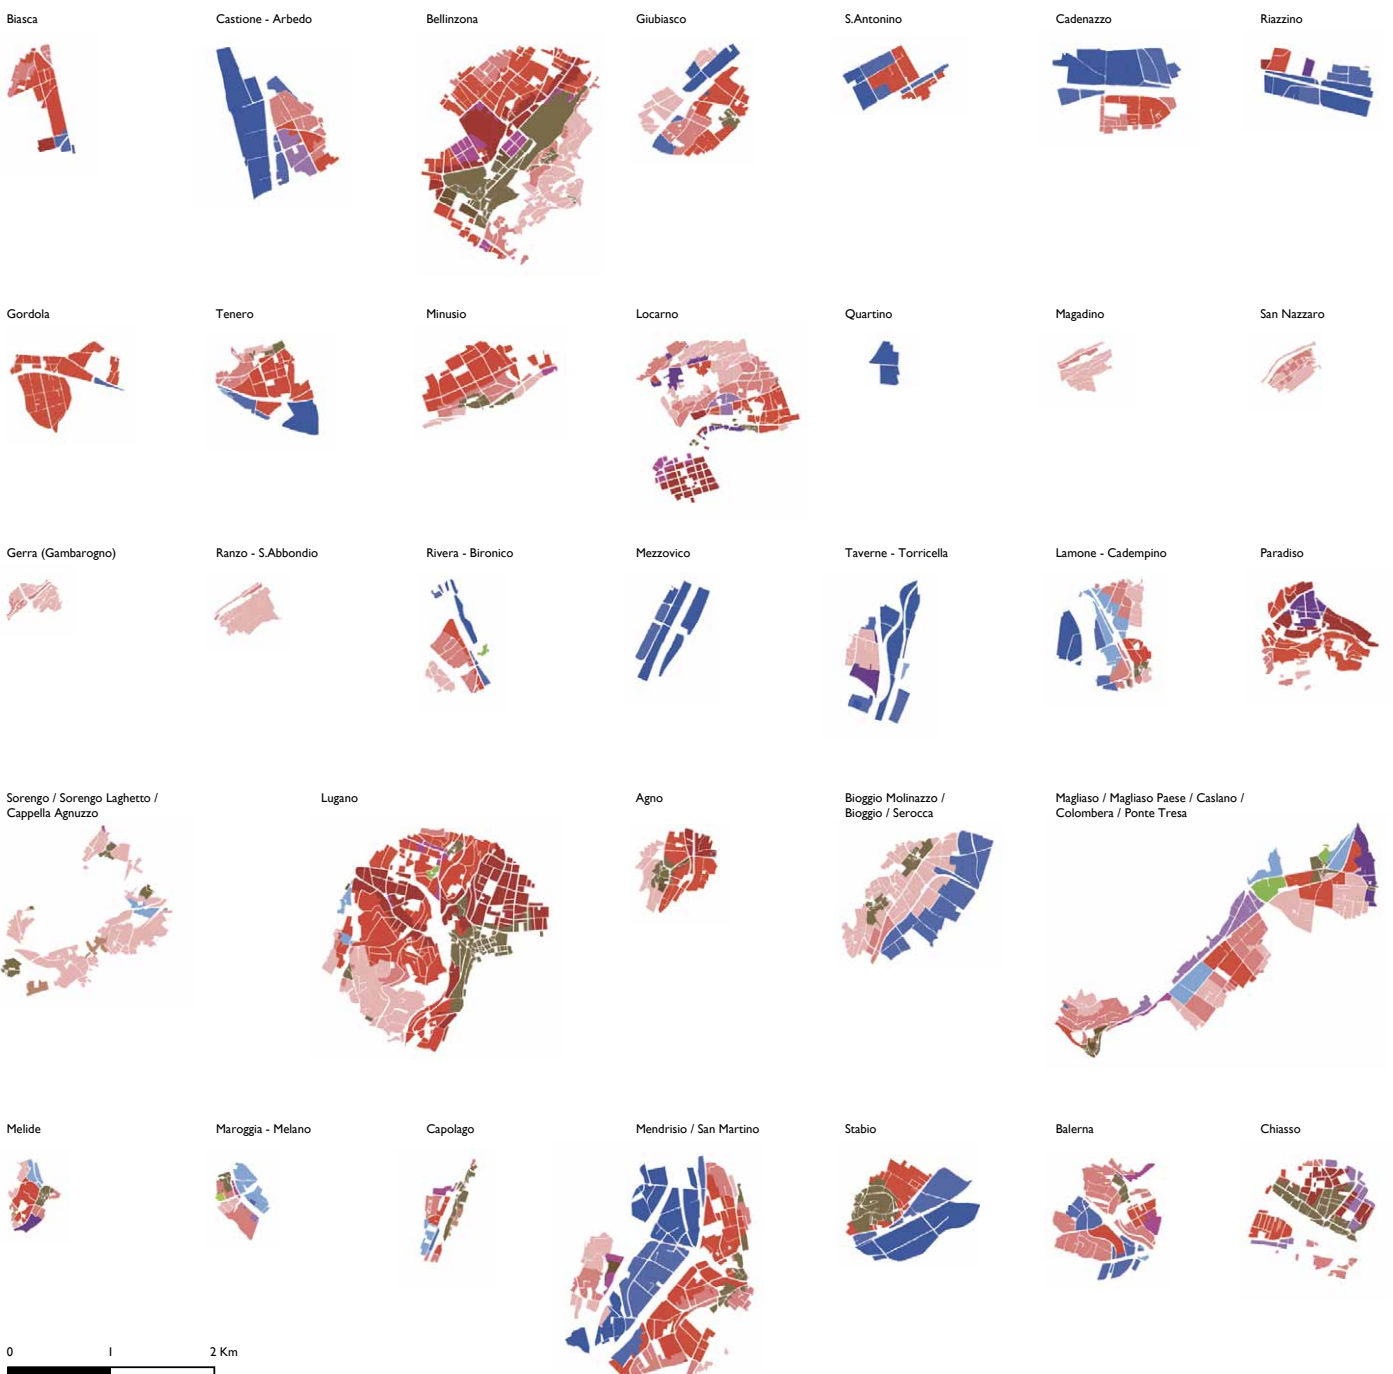 Biasca
Castione - Arbedo
Bellinzona
Giubiasco
S.Antonino
Cadenazzo
Riazzino
Gordola
Tenero
Minusio
Locarno
Quartino
Magadino
San Nazzaro
Gerra (Gambarogno)
Ranzo - S.Abbondio
Rivera - Bironico
Mezzovico
Taverne - Torricella
Lamone - Cadempino
Paradiso
Sorengo / Sorengo Laghetto /
Cappella Agnuzzo
Lugano
Agno
Bioggio Molinazzo /
Bioggio / Serocca
Magliaso / Magliaso Paese / Caslano /
Colombera / Ponte Tresa
Melide
Maroggia - Melano
Capolago
Mendrisio / San Martino
Stabio
Balerna
Chiasso
0 1 2 Km